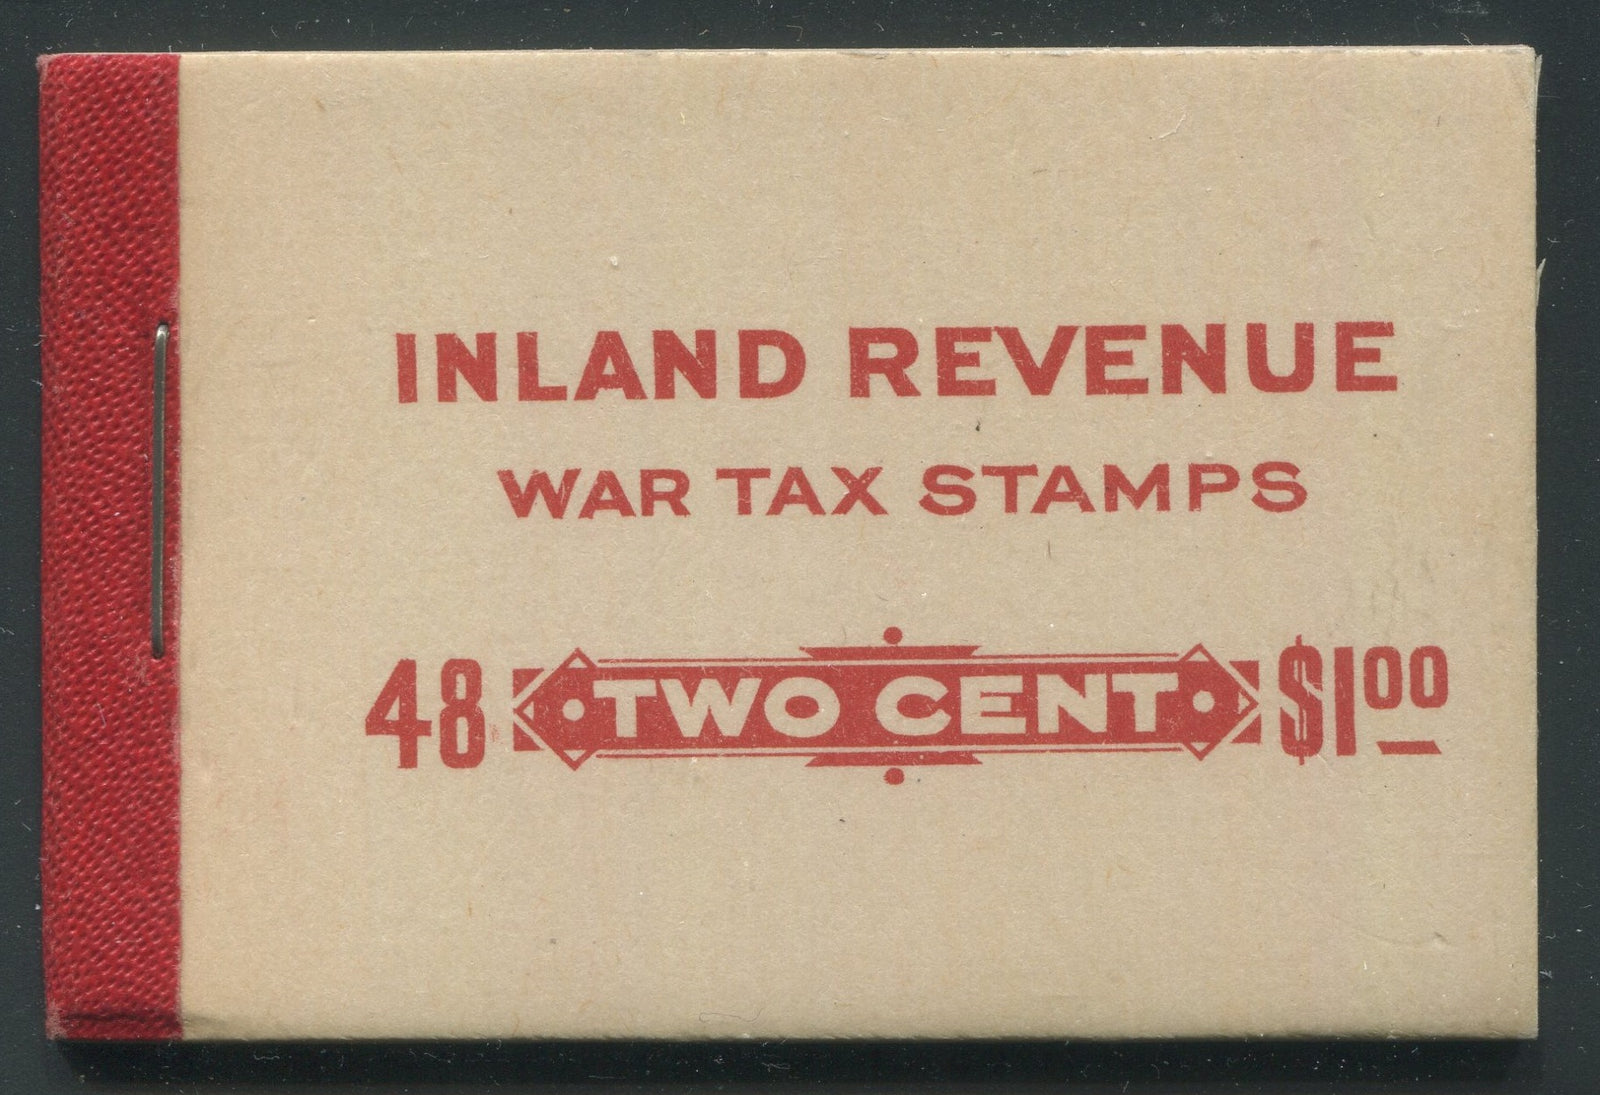 INLAND REVENUE
WAR TAX STAMPS
48 TWO CENT $1.00